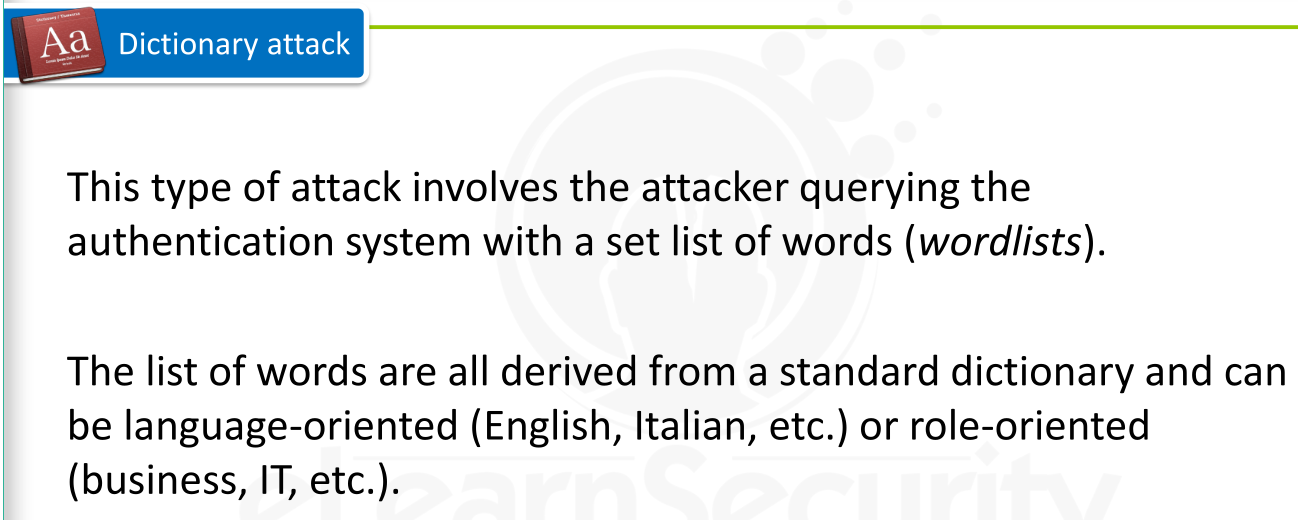 Aa
Dictionary attack
This type of attack involves the attacker querying the
authentication system with a set list of words (wordlists).
The list of words are all derived from a standard dictionary and can
be language-oriented (English, Italian, etc.) or role-oriented
(business, IT, etc.).
eLearnSecurity